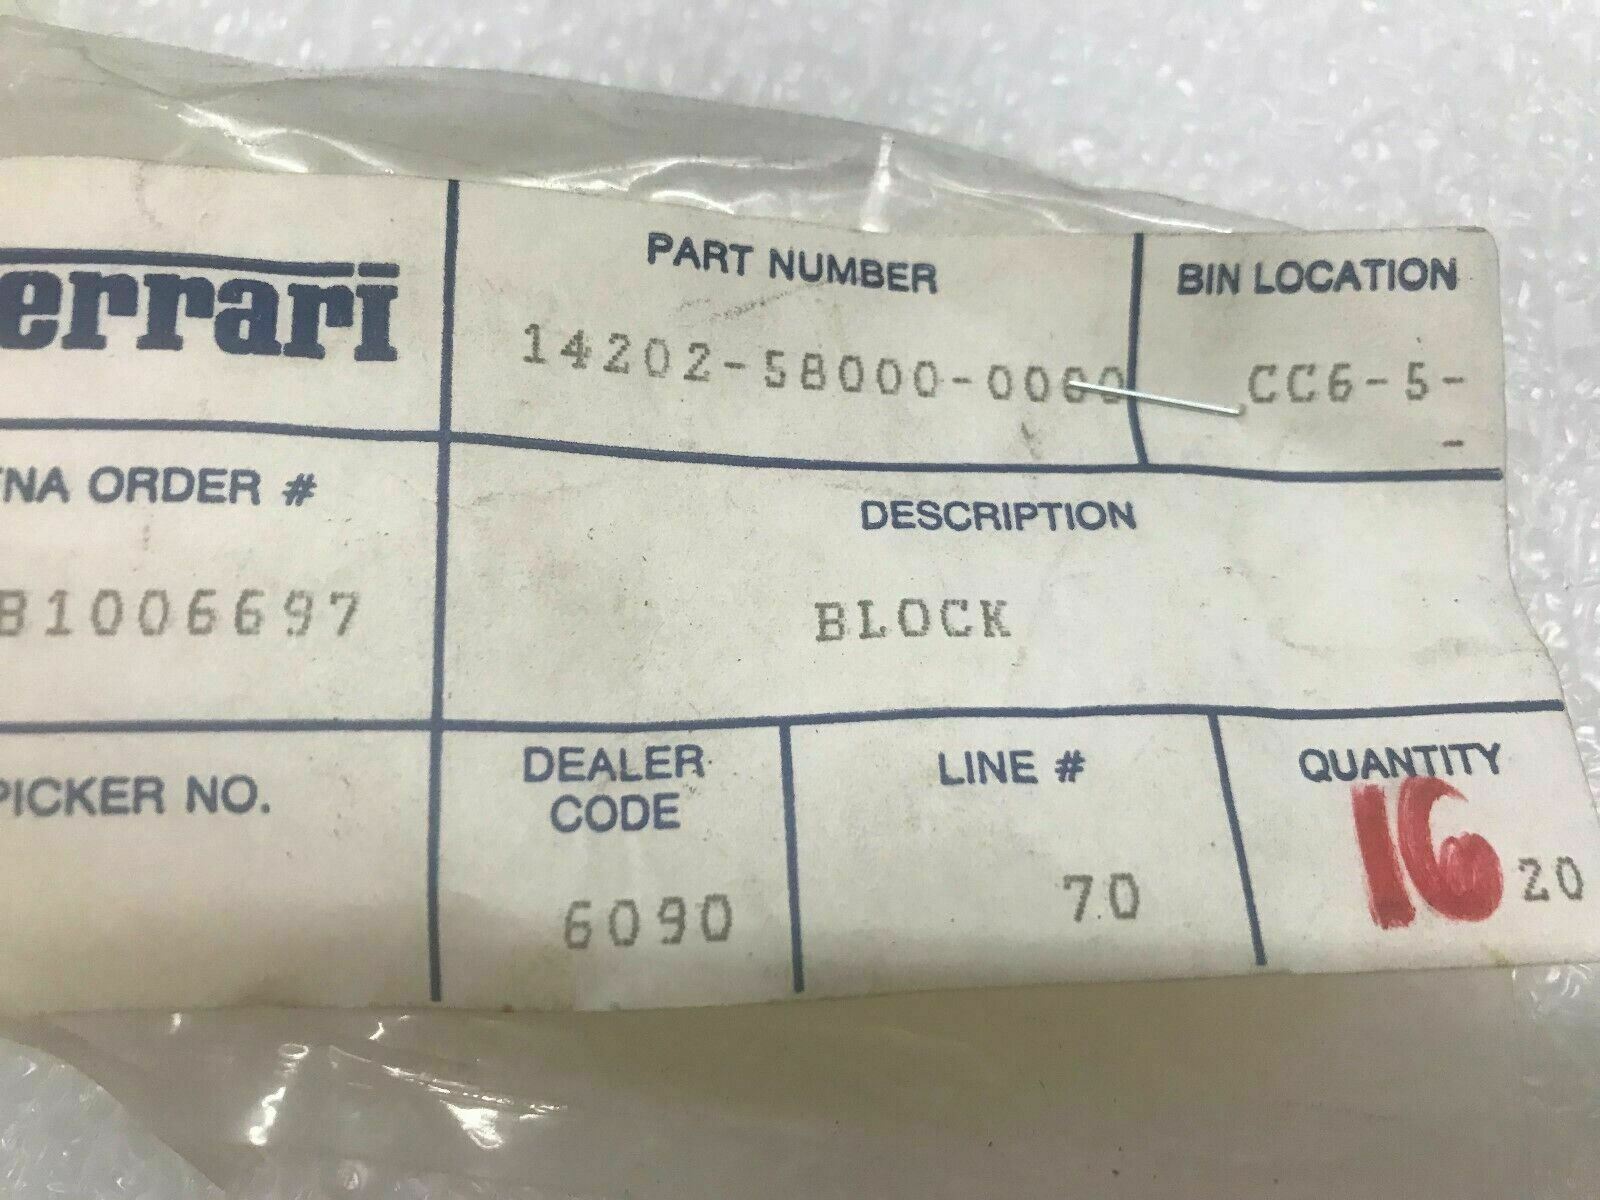 errari
PART NUMBER
BIN LOCATION
14202-58000-0000
CC6-5-
-
NA ORDER #
DESCRIPTION
B1006697
BLOCK
PICKER NO.
DEALER
CODE
LINE #
QUANTITY
6090
70
16 20